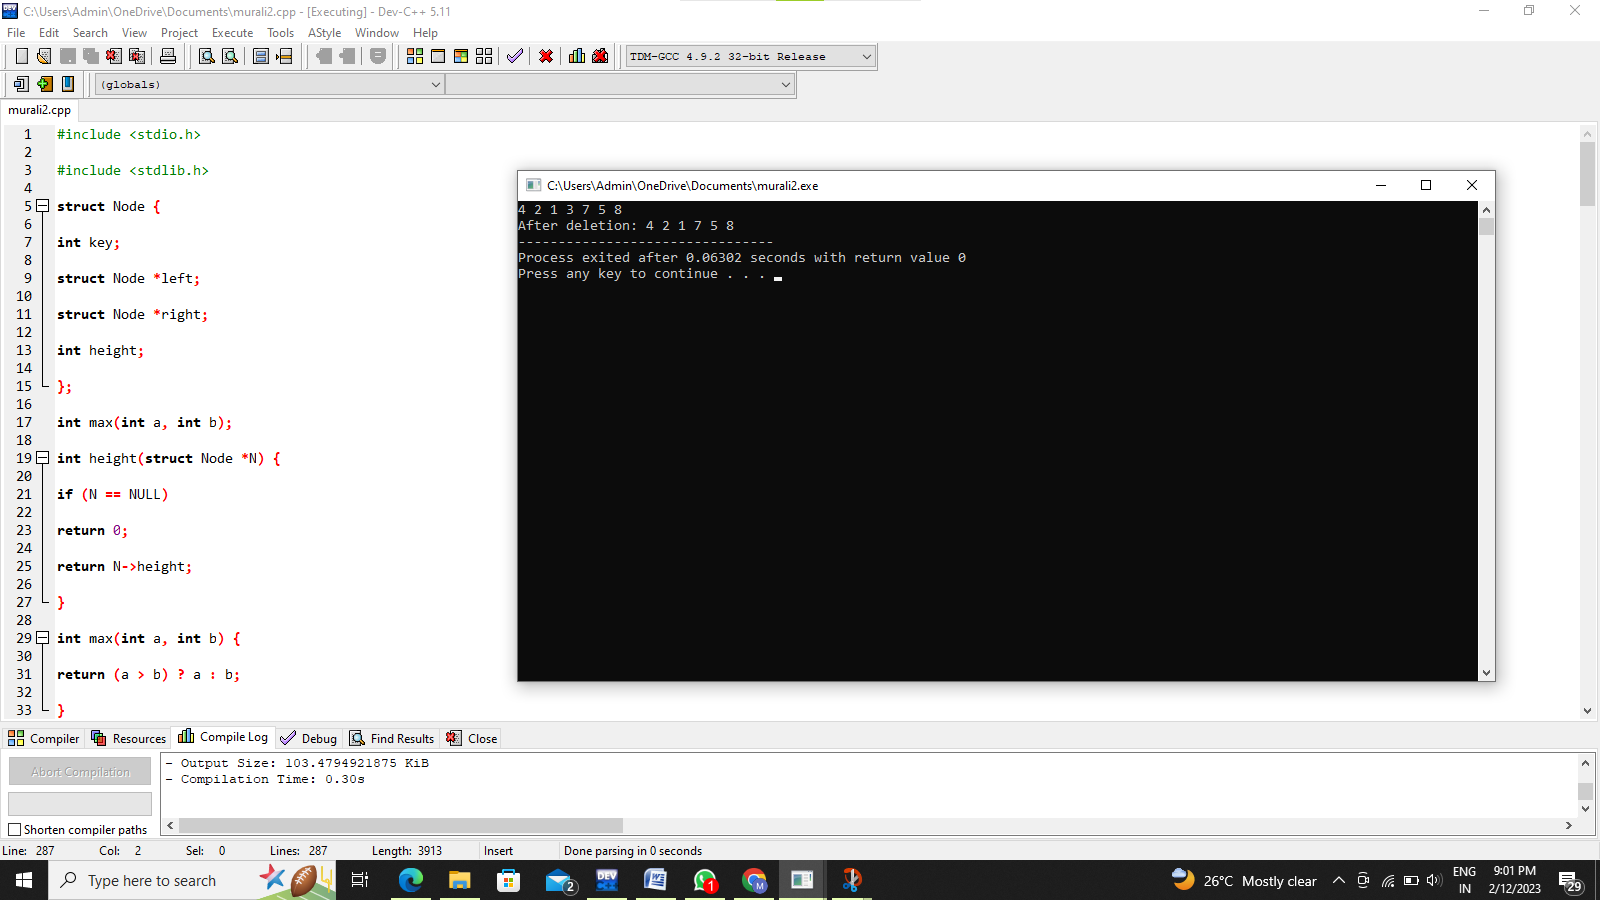 C:\Users\Admin\OneDrive\Documents\murali2.cpp - [Executing] - Dev-C++ 5.11
File Edit Search View Project Execute Tools AStyle Window Help
TDM-GCC 4.9.2 32-bit Release
(globals)
murali2.cpp
1 #include <stdio.h>
2
3 #include <stdlib.h>
4
5 struct Node {
6
7 int key;
8
9 struct Node *left;
10
11 struct Node *right;
12
13 int height;
14
15 };
16
17 int max(int a, int b);
18
19 int height(struct Node *N) {
20
21 if (N == NULL)
22
23 return 0;
24
25 return N->height;
26
27 }
28
29 int max(int a, int b) {
30
31 return (a > b) ? a : b;
32
33 }
C:\Users\Admin\OneDrive\Documents\murali2.exe
4 2 1 3 7 5 8
After deletion: 4 2 1 7 5 8
--------------------------------
Process exited after 0.06302 seconds with return value 0
Press any key to continue . . .
Compiler Resources Compile Log Debug Find Results Close
Abort Compilation
Shorten compiler paths
- Output Size: 103.4794921875 KiB
- Compilation Time: 0.30s
Line: 287 Col: 2 Sel: 0 Lines: 287 Length: 3913 Insert Done parsing in 0 seconds
Type here to search
2
DEV
1
M
26°C Mostly clear
ENG
IN
9:01 PM
2/12/2023
29